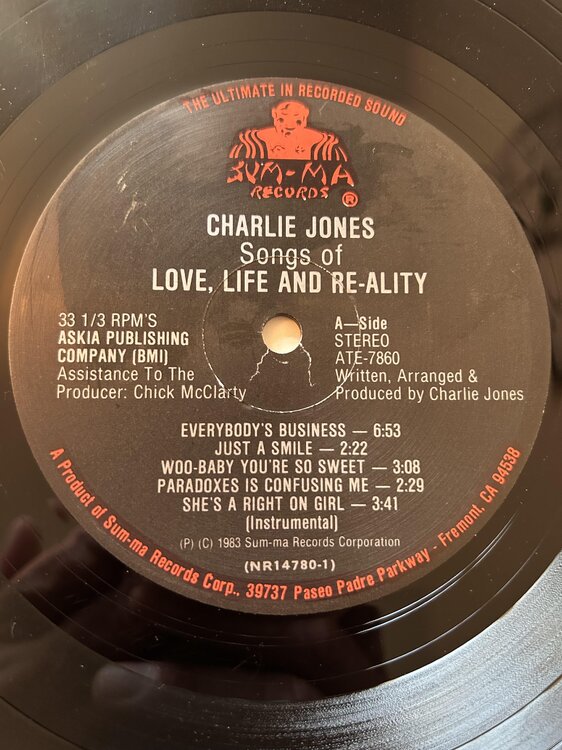 THE ULTIMATE IN RECORDED SOUND
SUM-MA
RECORDS ®
CHARLIE JONES
Songs of
LOVE, LIFE AND RE-ALITY
33 1/3 RPM'S
ASKIA PUBLISHING
COMPANY (BMI)
Assistance To The
Producer: Chick McClarty
A—Side
STEREO
ATE-7860
Written, Arranged &
Produced by Charlie Jones
EVERYBODY'S BUSINESS — 6:53
JUST A SMILE — 2:22
WOO-BABY YOU'RE SO SWEET — 3:08
PARADOXES IS CONFUSING ME — 2:29
SHE'S A RIGHT ON GIRL — 3:41
(Instrumental)
(P) (C) 1983 Sum-ma Records Corporation
(NR14780-1)
A Product of Sum-ma Records Corp., 39737 Paseo Padre Parkway - Fremont, CA 94538